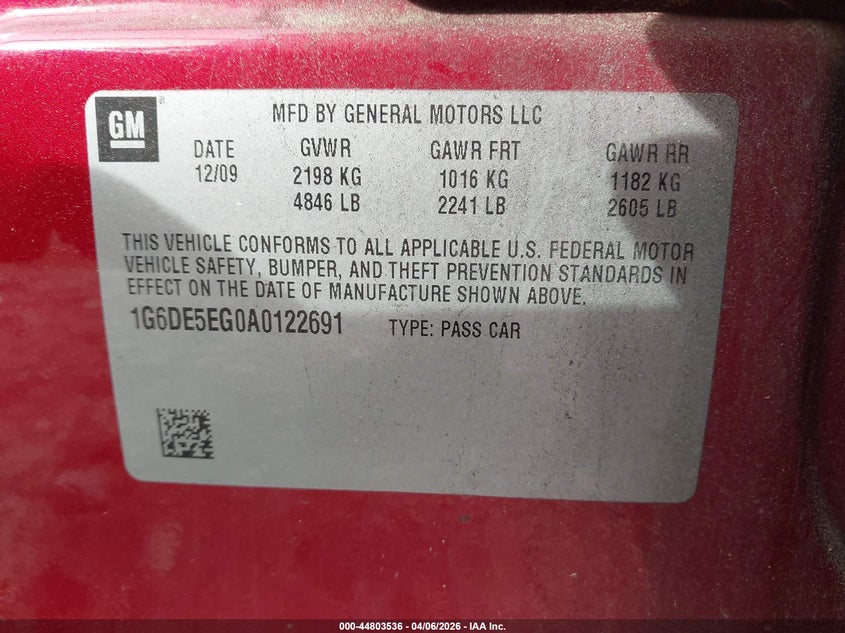 GM ®
MFD BY GENERAL MOTORS LLC
DATE GVWR GAWR FRT GAWR RR
12/09 2198 KG 1016 KG 1182 KG
4846 LB 2241 LB 2605 LB
THIS VEHICLE CONFORMS TO ALL APPLICABLE U.S. FEDERAL MOTOR
VEHICLE SAFETY, BUMPER, AND THEFT PREVENTION STANDARDS IN
EFFECT ON THE DATE OF MANUFACTURE SHOWN ABOVE.
1G6DE5EG0A0122691 TYPE: PASS CAR
000-44803536 - 04/06/2026 - IAA Inc.